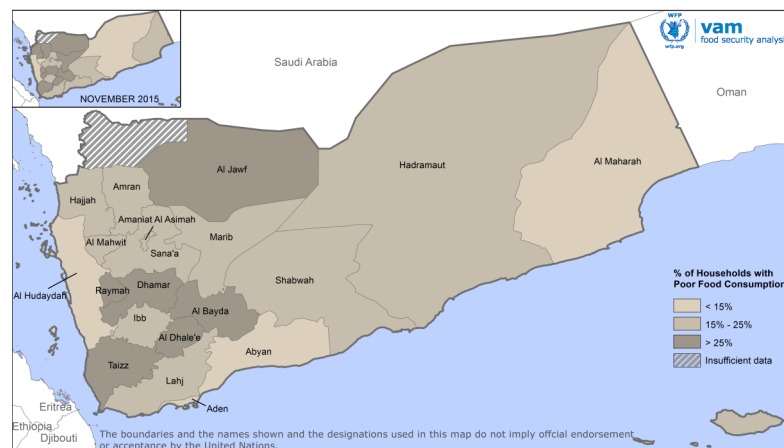 WFP
wfp.org
vam
food security analysis
NOVEMBER 2015
Saudi Arabia
Oman
Al Jawf
Hadramaut
Al Maharah
Amran
Hajjah
Amaniat Al Asimah
Al Mahwit
Marib
Sana'a
Shabwah
Al Hudaydah
Raymah
Dhamar
Al Bayda
Ibb
Al Dhale'e
Abyan
Taizz
Lahj
Aden
Eritrea
Ethiopia
Djibouti
% of Households with
Poor Food Consumption
< 15%
15% - 25%
> 25%
Insufficient data
The boundaries and the names shown and the designations used in this map do not imply offcial endorsement
or acceptance by the United Nations.